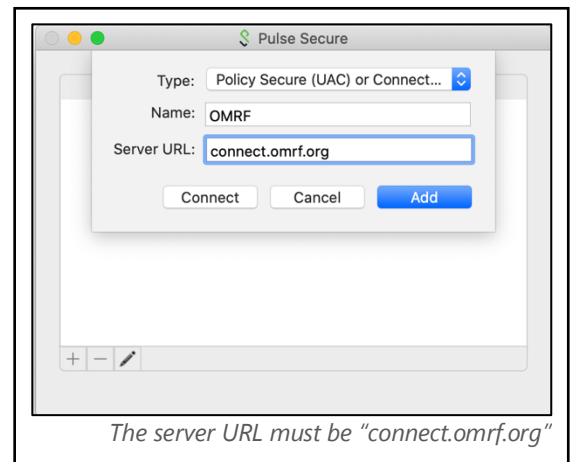 Pulse Secure
Type: Policy Secure (UAC) or Connect...
Name: OMRF
Server URL: connect.omrf.org
Connect Cancel Add
The server URL must be “connect.omrf.org”